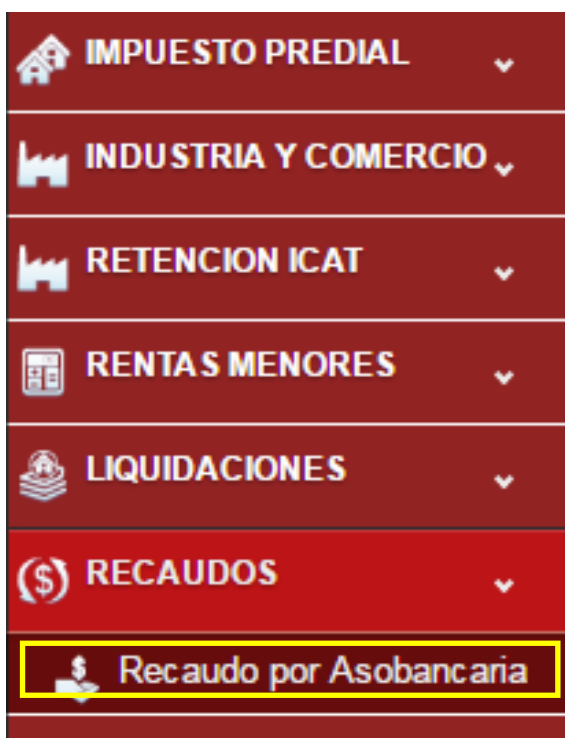 IMPUESTO PREDIAL
INDUSTRIA Y COMERCIO
RETENCION ICAT
RENTAS MENORES
LIQUIDACIONES
RECAUDOS
Recaudo por Asobancaria